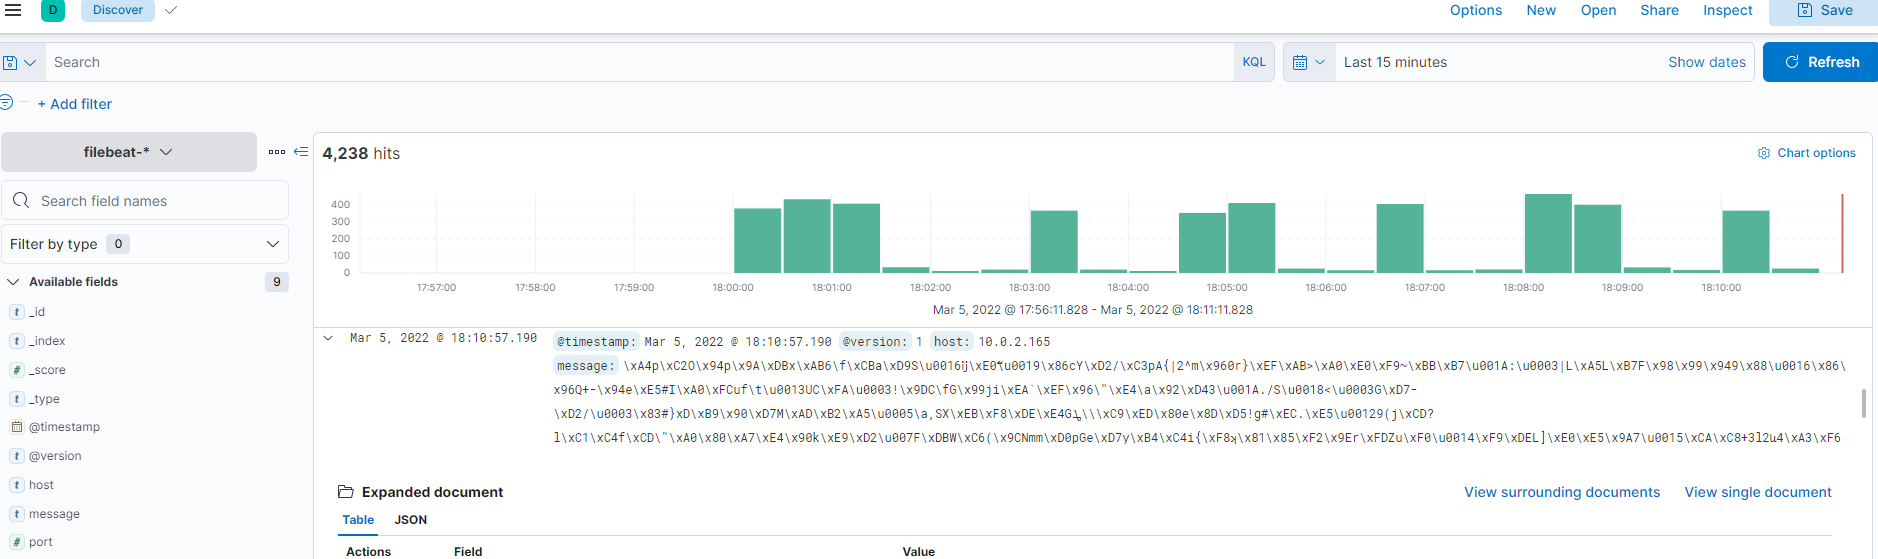 D Discover Options New Open Share Inspect Save
Search KQL Last 15 minutes Show dates Refresh
+ Add filter
filebeat-*
4,238 hits Chart options
Search field names
Filter by type 0
Available fields 9
t _id
t _index
# _score
t _type
@timestamp
t @version
t host
t message
# port
400
300
200
100
0
17:57:00 17:58:00 17:59:00 18:00:00 18:01:00 18:02:00 18:03:00 18:04:00 18:05:00 18:06:00 18:07:00 18:08:00 18:09:00 18:10:00
Mar 5, 2022 @ 17:56:11.828 - Mar 5, 2022 @ 18:11:11.828
Mar 5, 2022 @ 18:10:57.190 @timestamp: Mar 5, 2022 @ 18:10:57.190 @version: 1 host: 10.0.2.165
message: \xA4p\xC2O\x94p\x9A\xDBx\xAB6\f\xCBa\xD9S\u0016 \xE0 \u0019\x86cY\xD2/\xC3pA{|2^m\x960r}\xEF\xAB>\xA0\xE0\xF9~\xBB\xB7\u001A:\u0003|L\xA5L\xB7F\x98\x99\x949\x88\u0016\x86\
x96Q+-\x94e\xE5#I\xA0\xFCuf\t\u0013UC\xFA\u0003!\x9DC\fG\x99ji\xEA`\xEF\x96\"\xE4\a\x92\xD43\u001A./S\u0018<\u0003G\xD7-
\xD2/\u0003\x83#}xD\xB9\x90\xD7M\xAD\xB2\xA5\u0005\a,SX\xEB\xF8\xDE\xE4G \\\xC9\xED\x80e\x8D\xD5!g#\xEC.\xE5\u00129(j\xCD?
l\xC1\xC4f\xCD\"\xA0\x80\xA7\xE4\x90k\xE9\xD2\u007F\xDBW\xC6(\x9CNmm\xD0pGe\xD7y\xB4\xC4i{\xF8 \x81\x85\xF2\x9Er\xFDZu\xF0\u0014\xF9\xDEL]\xE0\xE5\x9A7\u0015\xCA\xC8+3l2 4\xA3\xF6
Expanded document View surrounding documents View single document
Table JSON
Actions Field Value